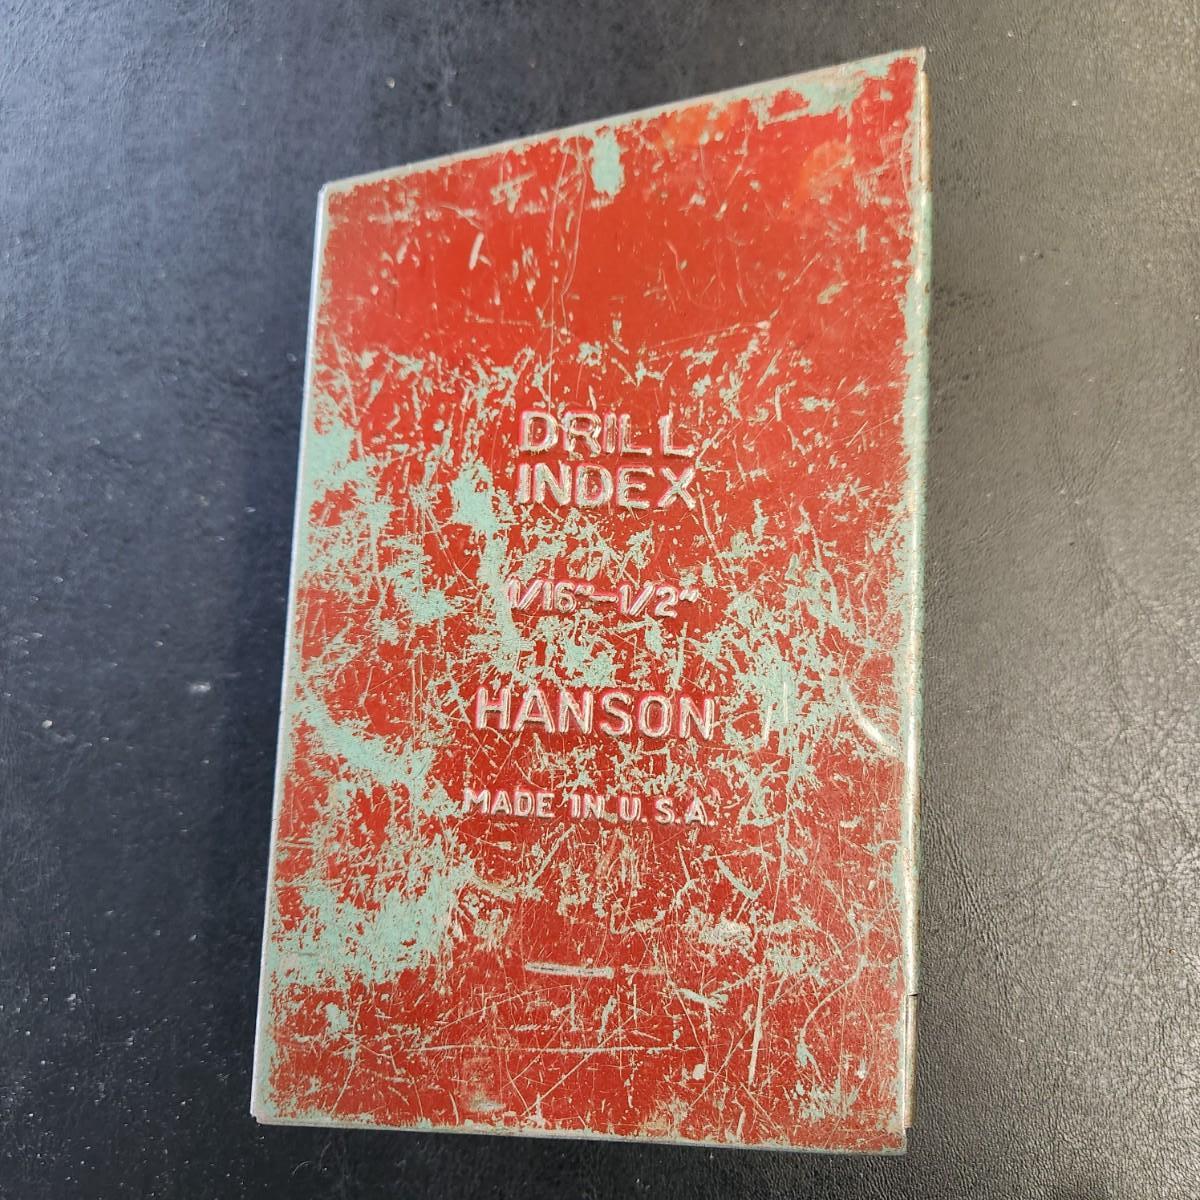 DRILL
INDEX
1/16"-1/2"
HANSON
MADE IN U.S.A.